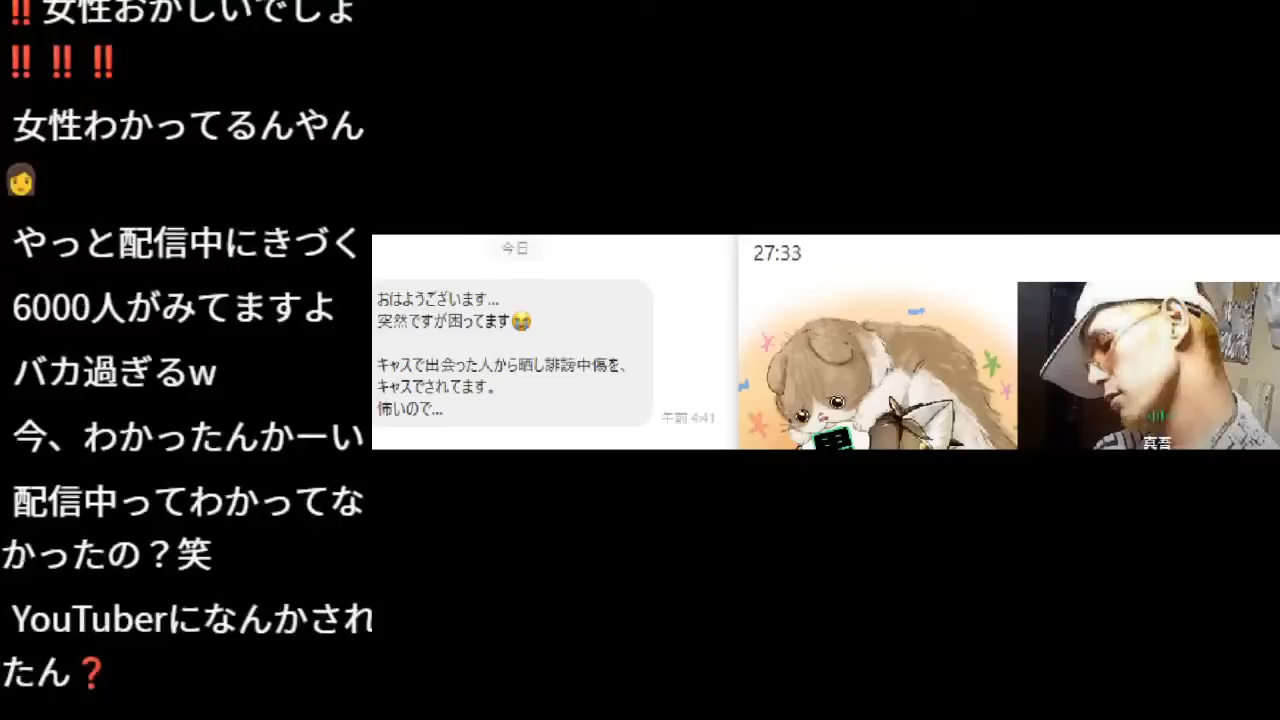 ‼女性おかしいでしょ
‼‼‼
女性わかってるんやん
👩
やっと配信中にきづく
6000人がみてますよ
バカ過ぎるw
今、わかったんかーい
配信中ってわかってな
かったの？笑
YouTuberになんかされ
たん❓
今日
おはようございます...
突然ですが困ってます😭
キャスで出会った人から晒し誹謗中傷を、
キャスでされてます。
怖いので...
午前 4:41
27:33
真吾